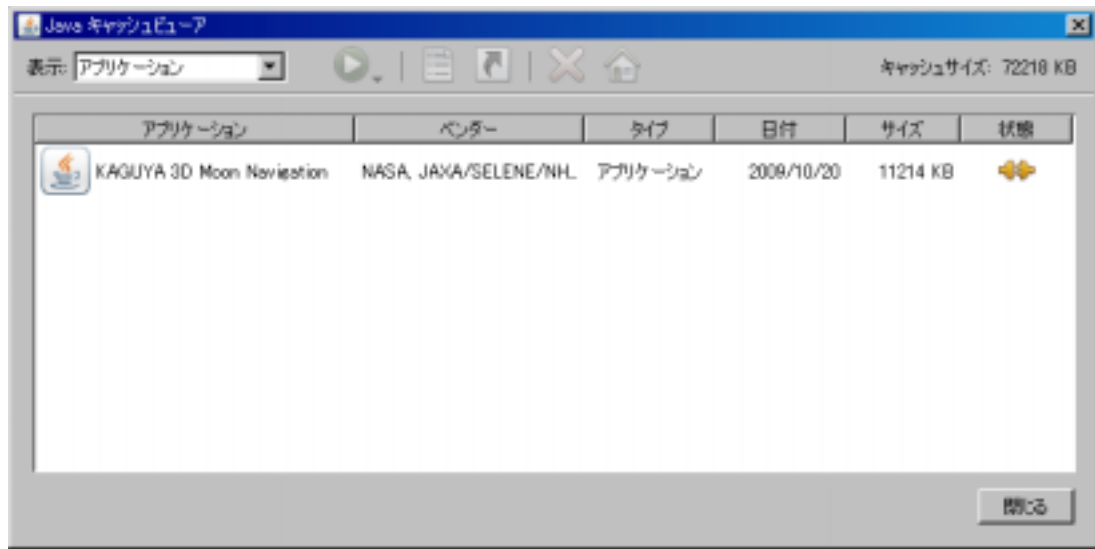 Java キャッシュビューア
表示: アプリケーション キャッシュサイズ: 72218 KB
アプリケーション ベンダー タイプ 日付 サイズ 状態
KAGUYA 3D Moon Navigation NASA, JAXA/SELENE/NH... アプリケーション 2009/10/20 11214 KB
閉じる